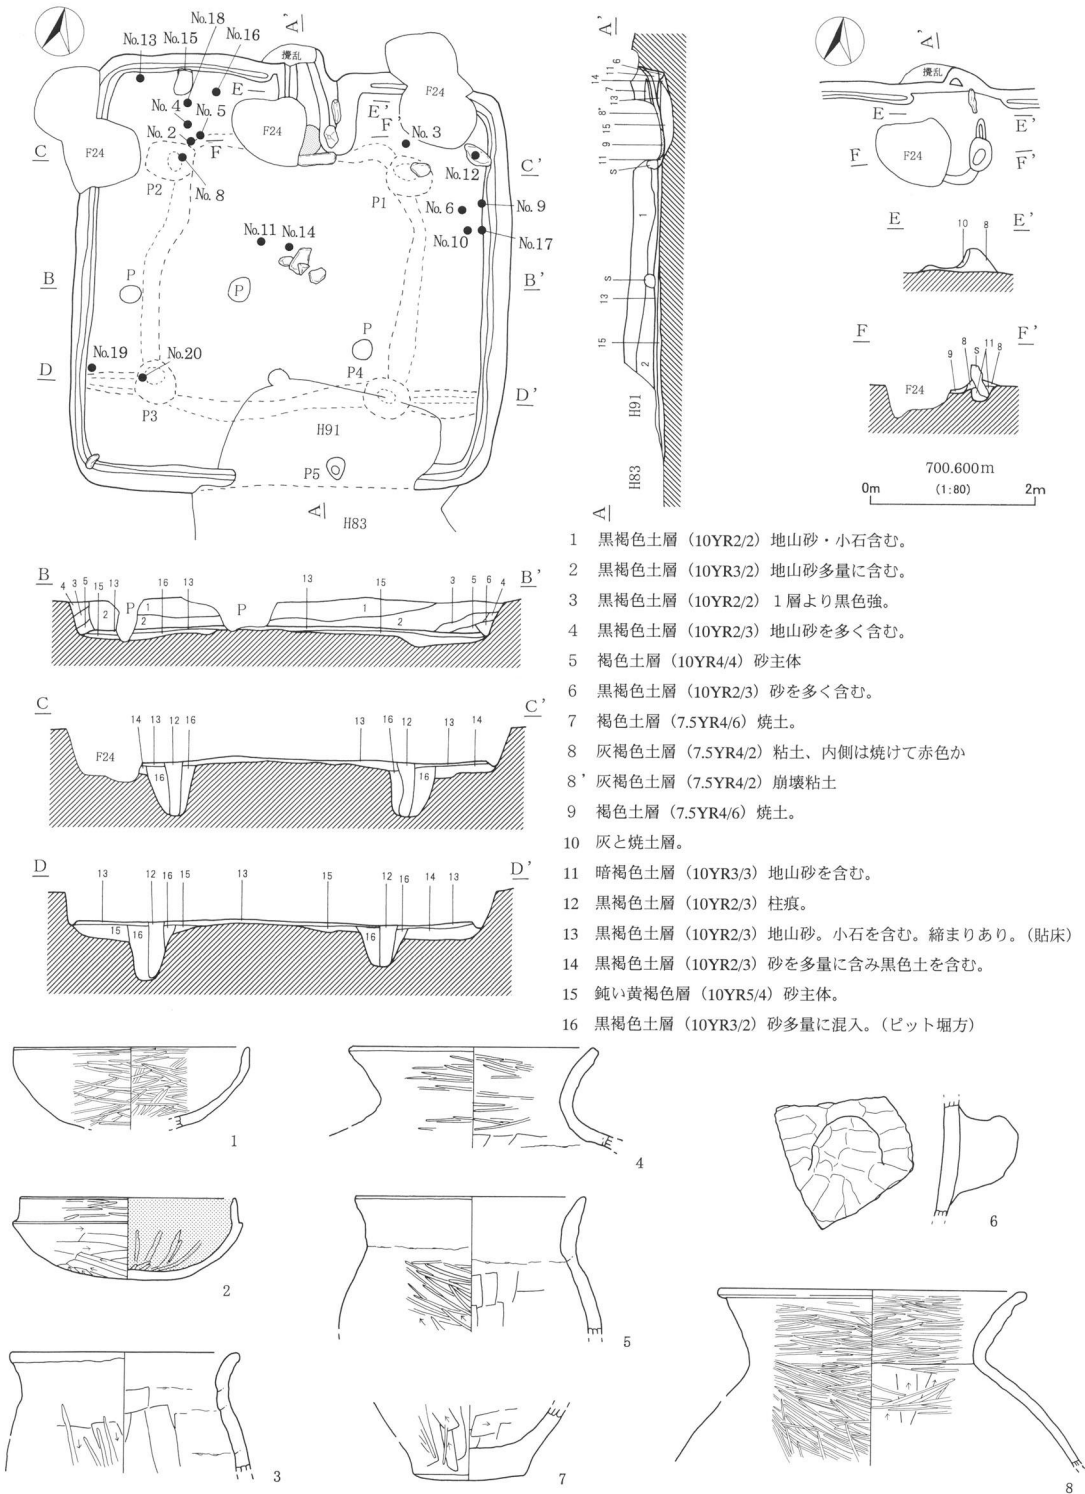 No.18
No.13
No.15
No.16
A'
攪乱
E
No.4
No.5
No.2
F24
E'
F'
F
F24
No.3
C
F24
P2
No.8
C'
No.12
P1
No.6
No.9
No.11
No.14
No.10
No.17
B
P
P
B'
No.19
No.20
P
D
P4
D'
P3
H91
P5
A
H83
A'
6
11
14
7
13
8'
15
9
11
S
1
S
13
15
2
H91
H83
A
A'
攪乱
E
E'
F
F24
F'
E
10
8
E'
F
F'
9
8
S
11
8
F24
700.600m
0m
(1:80)
2m
B
4
3
5
15
13
P
16
13
P
13
15
3
5
6
4
B'
2
1
2
1
2
C
14
13
12
16
13
16
12
13
14
C'
F24
16
16
D
13
12
16
15
13
15
12
16
14
13
D'
15
16
16
1 黒褐色土層（10YR2/2）地山砂・小石含む。
2 黒褐色土層（10YR3/2）地山砂多量に含む。
3 黒褐色土層（10YR2/2）１層より黒色強。
4 黒褐色土層（10YR2/3）地山砂を多く含む。
5 褐色土層（10YR4/4）砂主体
6 黒褐色土層（10YR2/3）砂を多く含む。
7 褐色土層（7.5YR4/6）焼土。
8 灰褐色土層（7.5YR4/2）粘土、内側は焼けて赤色か
8’ 灰褐色土層（7.5YR4/2）崩壊粘土
9 褐色土層（7.5YR4/6）焼土。
10 灰と焼土層。
11 暗褐色土層（10YR3/3）地山砂を含む。
12 黒褐色土層（10YR2/3）柱痕。
13 黒褐色土層（10YR2/3）地山砂。小石を含む。締まりあり。（貼床）
14 黒褐色土層（10YR2/3）砂を多量に含み黒色土を含む。
15 鈍い黄褐色層（10YR5/4）砂主体。
16 黒褐色土層（10YR3/2）砂多量に混入。（ピット堀方）
1
4
6
2
5
3
7
8